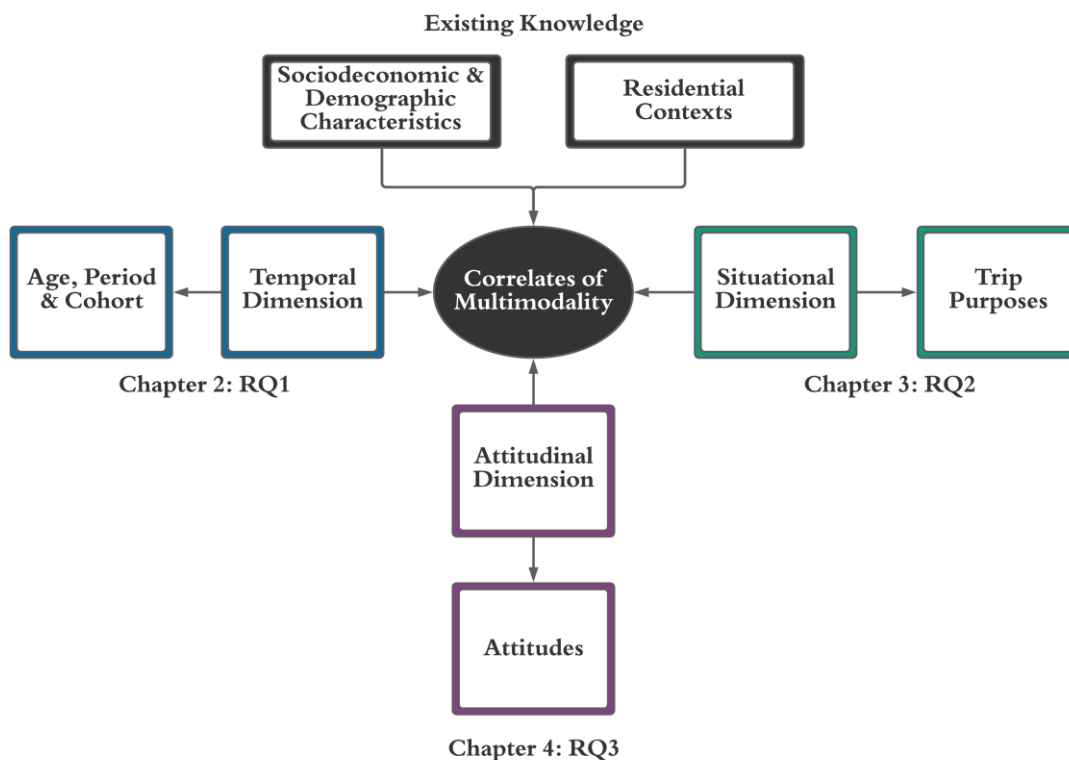 Existing Knowledge
Sociodeconomic &
Demographic
Characteristics
Residential
Contexts
Age, Period
& Cohort
Temporal
Dimension
Correlates of
Multimodality
Situational
Dimension
Trip
Purposes
Chapter 2: RQ1
Chapter 3: RQ2
Attitudinal
Dimension
Attitudes
Chapter 4: RQ3